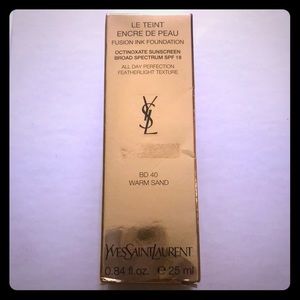 LE TEINT
ENCRE DE PEAU
FUSION INK FOUNDATION
OCTINOXATE SUNSCREEN
BROAD SPECTRUM SPF 18
ALL DAY PERFECTION
FEATHERLIGHT TEXTURE
YSL
BD 40
WARM SAND
YVESSAINTLAURENT
0.84 fl.oz. e 25 ml